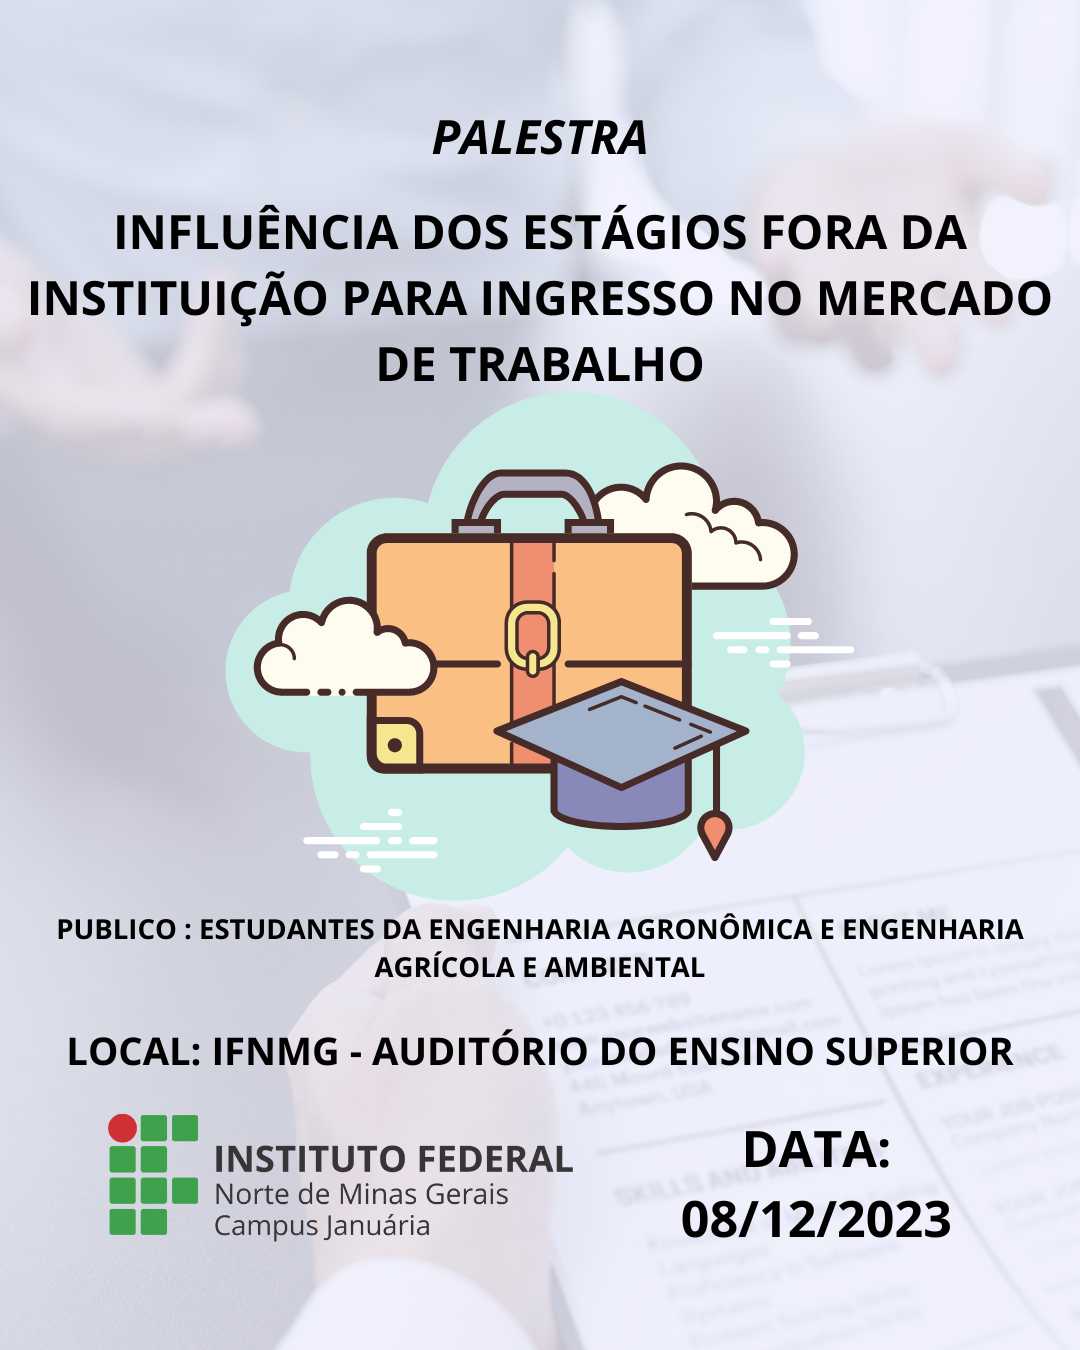 PALESTRA
INFLUÊNCIA DOS ESTÁGIOS FORA DA
INSTITUIÇÃO PARA INGRESSO NO MERCADO
DE TRABALHO
PUBLICO : ESTUDANTES DA ENGENHARIA AGRONÔMICA E ENGENHARIA
AGRÍCOLA E AMBIENTAL
LOCAL: IFNMG - AUDITÓRIO DO ENSINO SUPERIOR
INSTITUTO FEDERAL
Norte de Minas Gerais
Campus Januária
DATA:
08/12/2023
EXPERIENCE